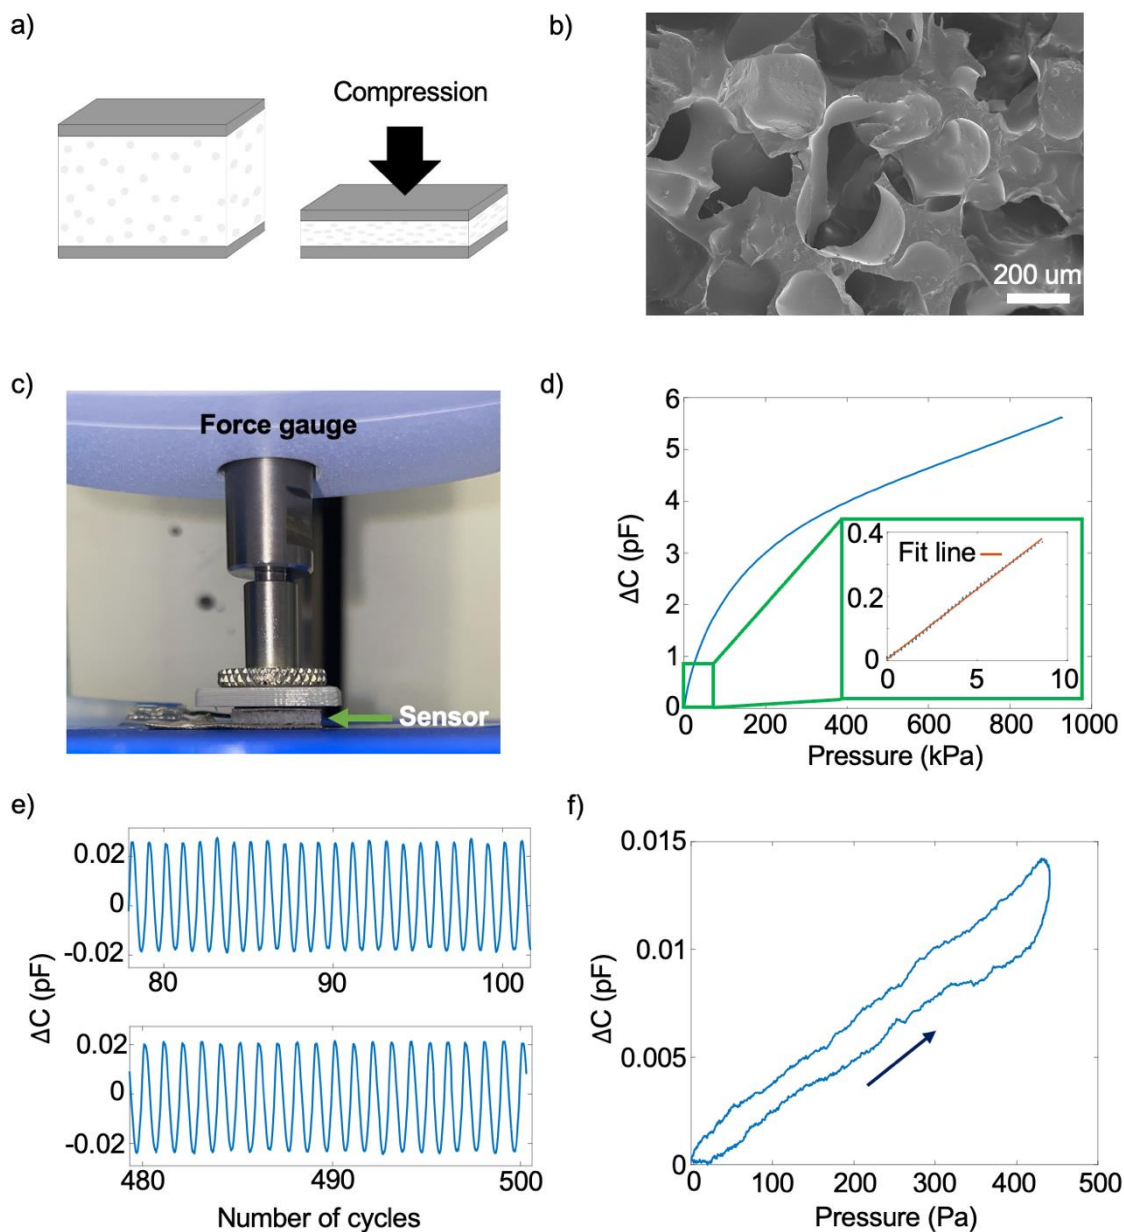 a)
Compression
b)
200 um
c)
Force gauge
Sensor
d)
6
5
4
3
2
1
0
ΔC (pF)
0.4
0.2
0
Fit line
0 5 10
0 200 400 600 800 1000
Pressure (kPa)
e)
0.02
0
-0.02
80 90 100
ΔC (pF)
0.02
0
-0.02
480 490 500
Number of cycles
f)
0.015
0.01
0.005
0
ΔC (pF)
0 100 200 300 400 500
Pressure (Pa)